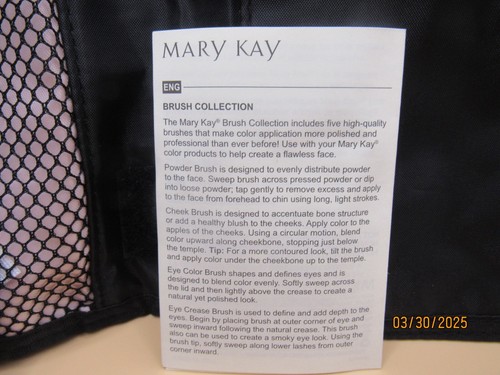 MARY KAY
ENG
BRUSH COLLECTION
The Mary Kay® Brush Collection includes five high-quality
brushes that make color application more polished and
professional than ever before! Use with your Mary Kay®
color products to help create a flawless face.
Powder Brush is designed to evenly distribute powder
to the face. Sweep brush across pressed powder or dip
into loose powder; tap gently to remove excess and apply
to the face from forehead to chin using long, light strokes.
Cheek Brush is designed to accentuate bone structure
or add a healthy blush to the cheeks. Apply color to the
apples of the cheeks. Using a circular motion, blend
color upward along cheekbone, stopping just below
the temple. Tip: For a more contoured look, tilt the brush
and apply color under the cheekbone up to the temple.
Eye Color Brush shapes and defines eyes and is
designed to blend color evenly. Softly sweep across
the lid and then lightly above the crease to create a
natural yet polished look.
Eye Crease Brush is used to define and add depth to the
eyes. Begin by placing brush at outer corner of eye and
sweep inward following the natural crease. This brush
also can be used to create a smoky eye look. Using the
brush tip, softly sweep along lower lashes from outer
corner inward.
03/30/2025